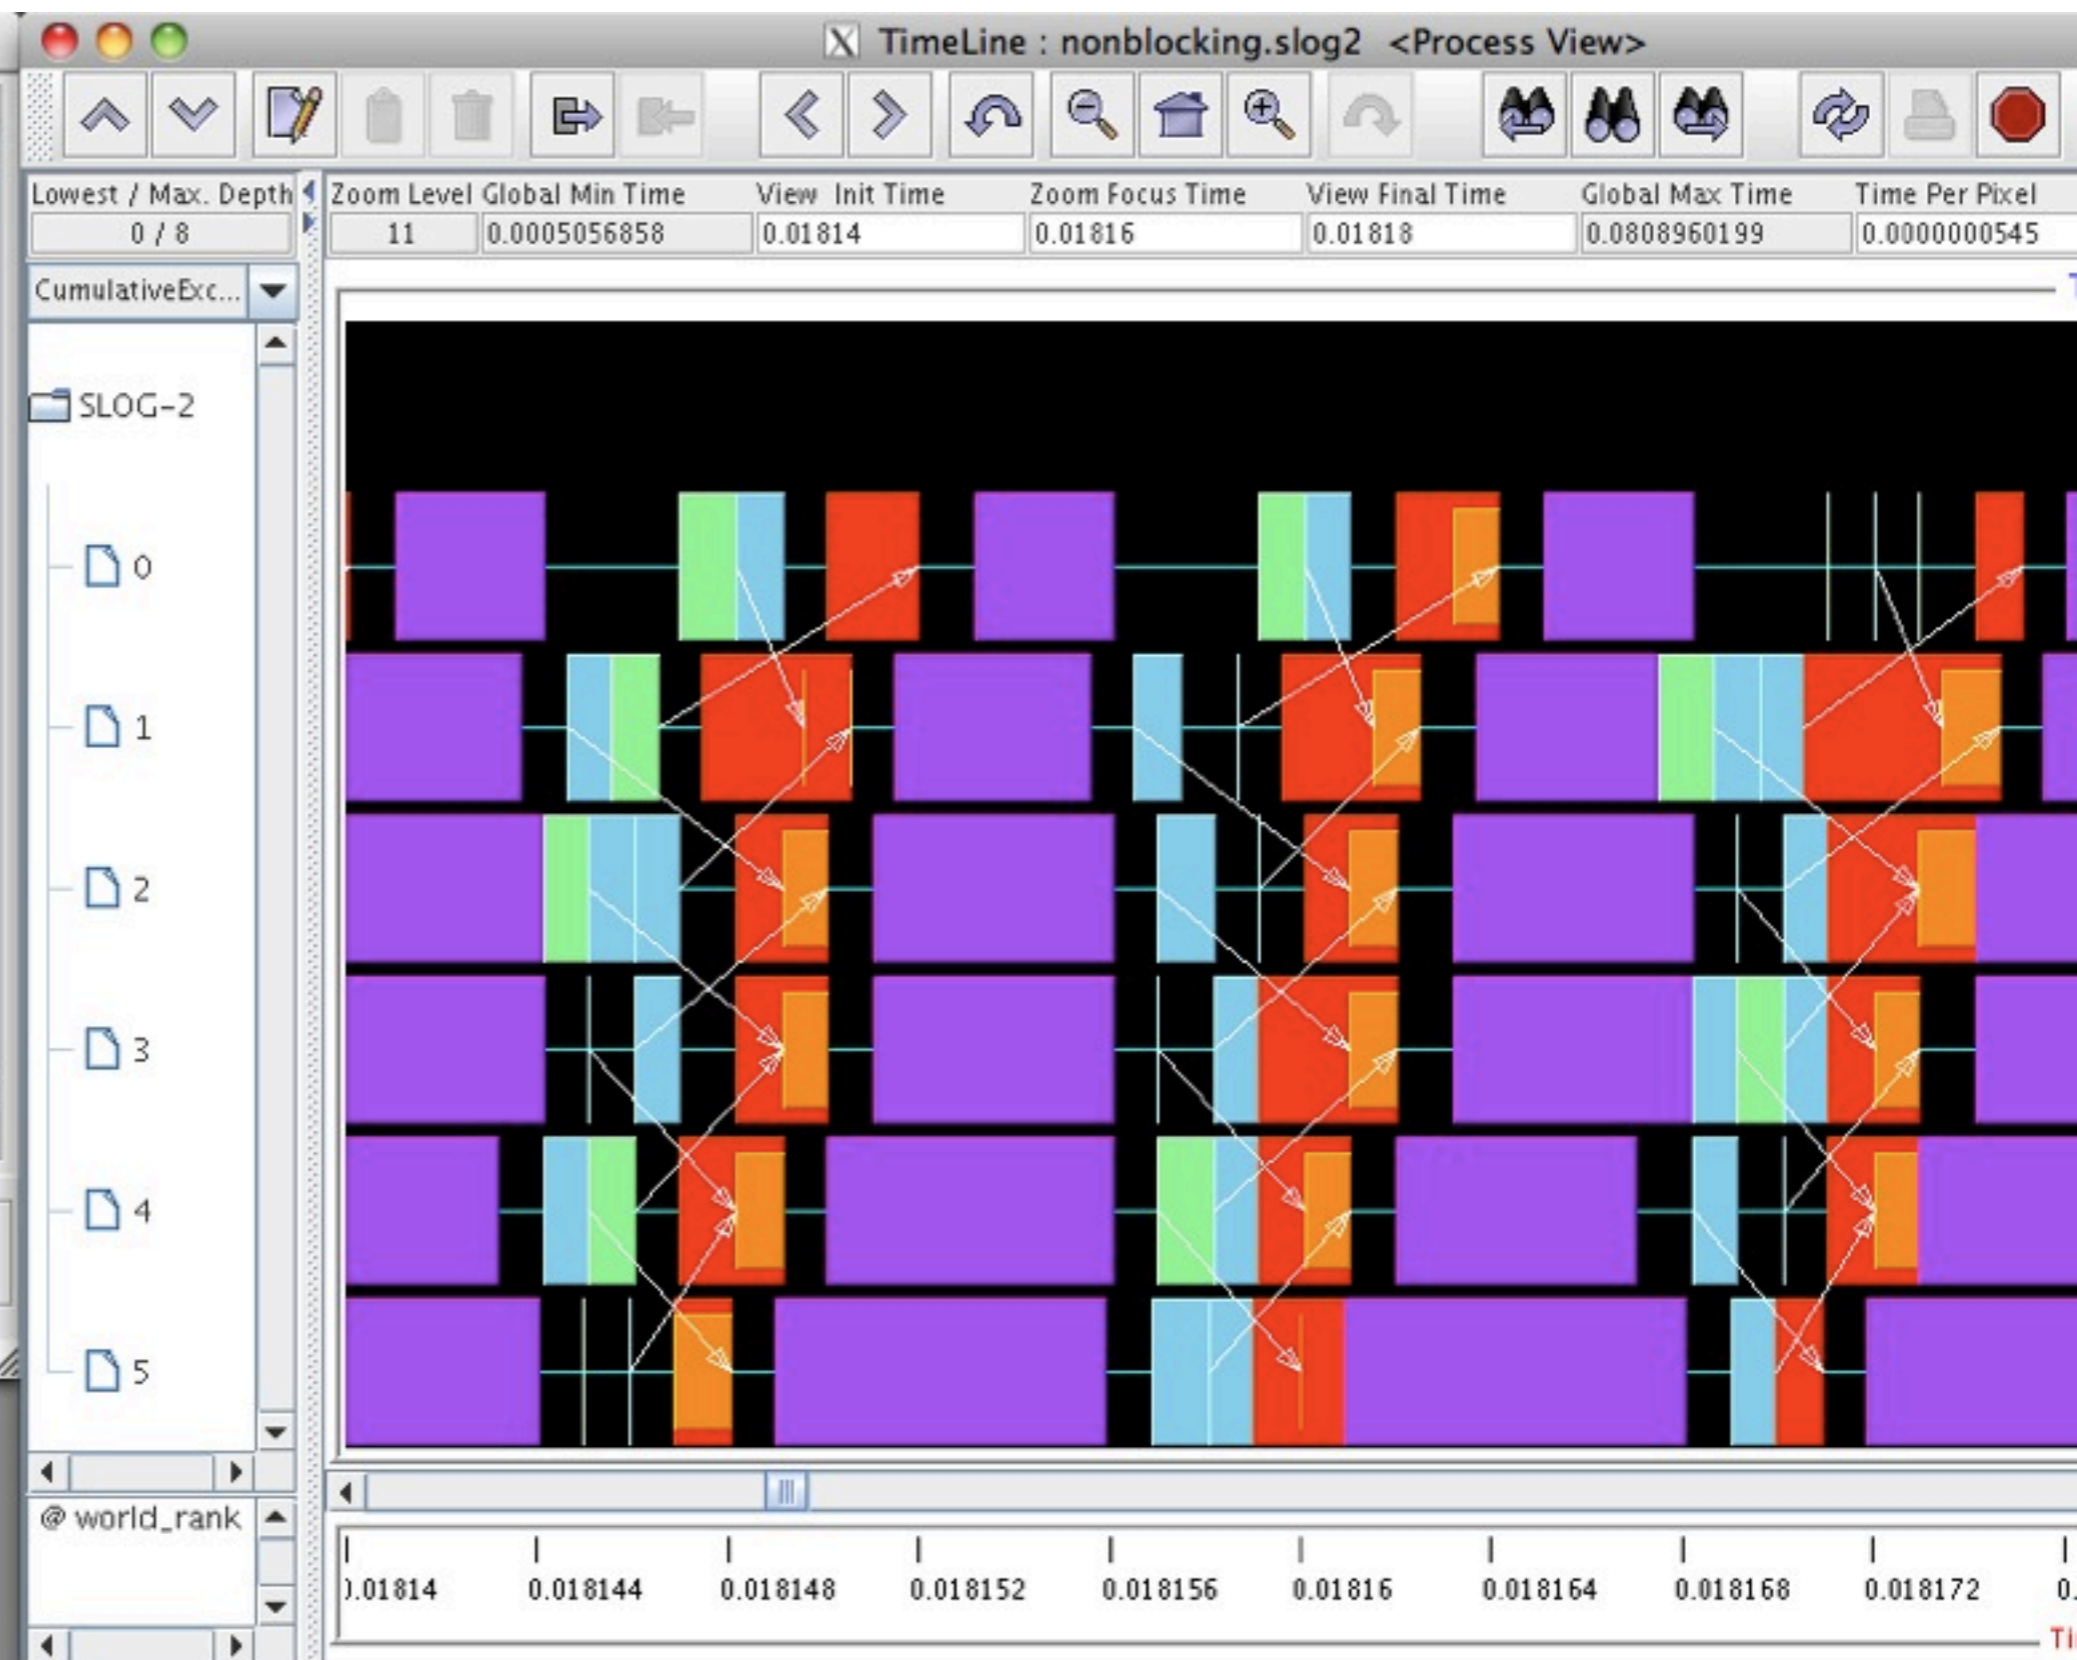 X TimeLine : nonblocking.slog2 <Process View>
Lowest / Max. Depth Zoom Level Global Min Time View Init Time Zoom Focus Time View Final Time Global Max Time Time Per Pixel
0 / 8 11 0.0005056858 0.01814 0.01816 0.01818 0.0808960199 0.0000000545
CumulativeExc...
SLOG-2
0
1
2
3
4
5
@ world_rank
0.01814 0.018144 0.018148 0.018152 0.018156 0.01816 0.018164 0.018168 0.018172